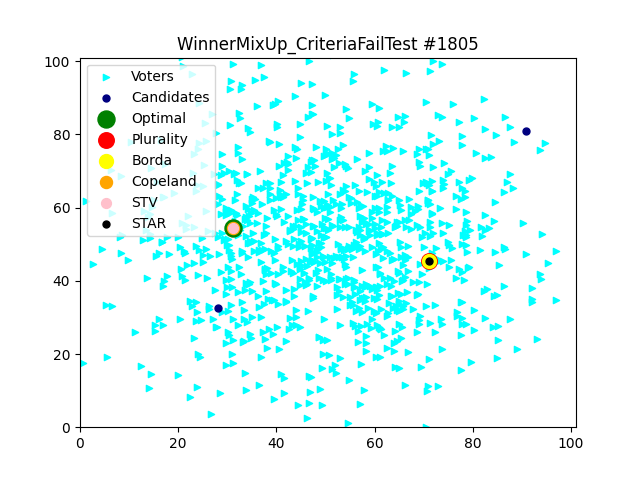 WinnerMixUp_CriteriaFailTest #1805
Voters
Candidates
Optimal
Plurality
Borda
Copeland
STV
STAR
100
80
60
40
20
0
0 20 40 60 80 100